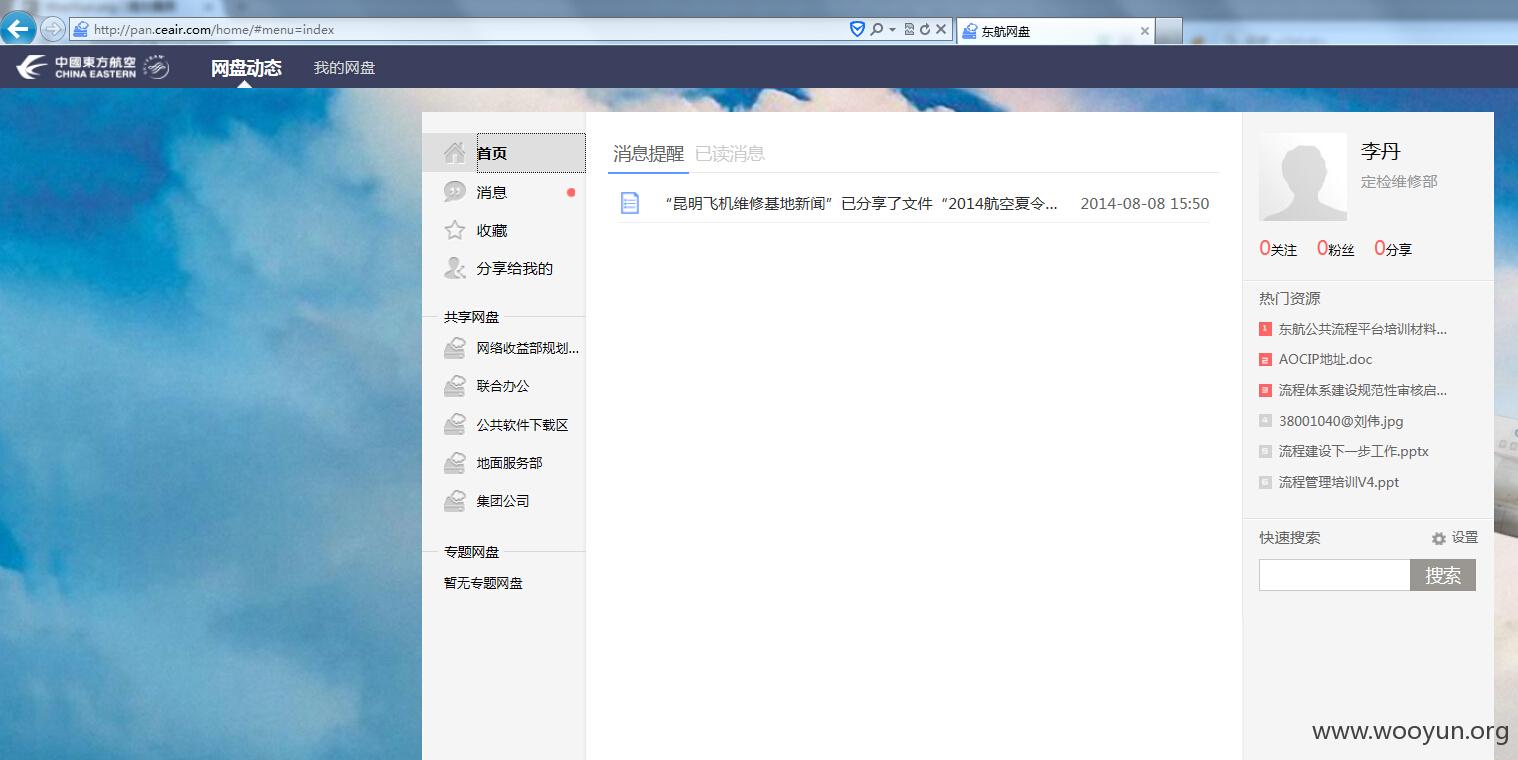 http://pan.ceair.com/home/#menu=index
东航网盘
中國東方航空
CHINA EASTERN
网盘动态
我的网盘
首页
消息
收藏
分享给我的
共享网盘
网络收益部规划...
联合办公
公共软件下载区
地面服务部
集团公司
专题网盘
暂无专题网盘
消息提醒 已读消息
“昆明飞机维修基地新闻”已分享了文件“2014航空夏令... 2014-08-08 15:50
李丹
定检维修部
0关注 0粉丝 0分享
热门资源
1 东航公共流程平台培训材料...
2 AOCIP地址.doc
3 流程体系建设规范性审核启...
4 38001040@刘伟.jpg
5 流程建设下一步工作.pptx
6 流程管理培训V4.ppt
快速搜索 设置
搜索
www.wooyun.org